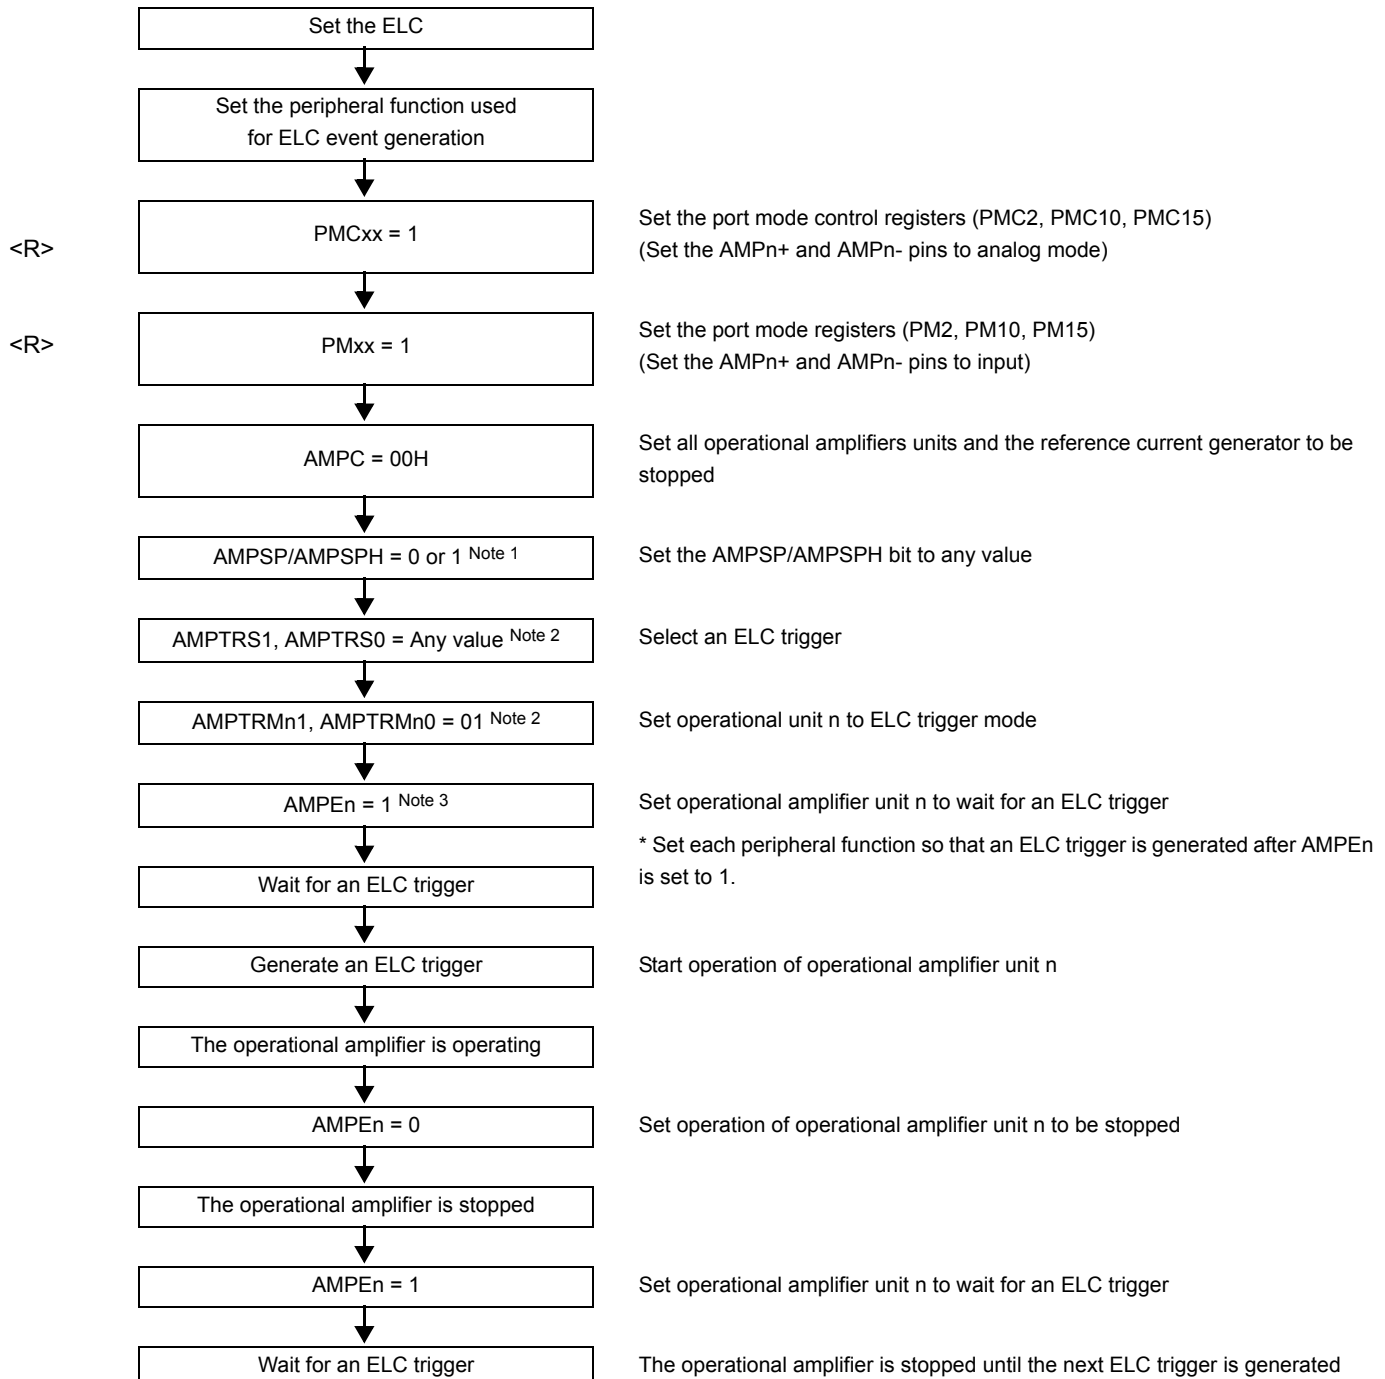 Set the ELC
Set the peripheral function used
for ELC event generation
PMCxx = 1
Set the port mode control registers (PMC2, PMC10, PMC15)
<R>
(Set the AMPn+ and AMPn- pins to analog mode)
PMxx = 1
Set the port mode registers (PM2, PM10, PM15)
<R>
(Set the AMPn+ and AMPn- pins to input)
AMPC = 00H
Set all operational amplifiers units and the reference current generator to be
stopped
AMPSP/AMPSPH = 0 or 1 Note 1
Set the AMPSP/AMPSPH bit to any value
AMPTRS1, AMPTRS0 = Any value Note 2
Select an ELC trigger
AMPTRMn1, AMPTRMn0 = 01 Note 2
Set operational unit n to ELC trigger mode
AMPEn = 1 Note 3
Set operational amplifier unit n to wait for an ELC trigger
* Set each peripheral function so that an ELC trigger is generated after AMPEn
is set to 1.
Wait for an ELC trigger
Generate an ELC trigger
Start operation of operational amplifier unit n
The operational amplifier is operating
AMPEn = 0
Set operation of operational amplifier unit n to be stopped
The operational amplifier is stopped
AMPEn = 1
Set operational amplifier unit n to wait for an ELC trigger
Wait for an ELC trigger
The operational amplifier is stopped until the next ELC trigger is generated